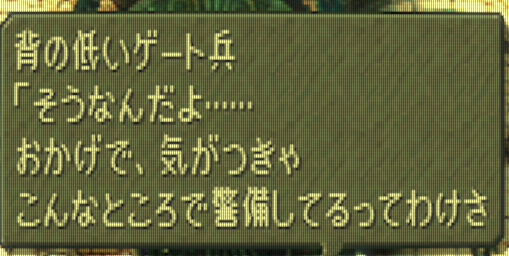 背の低いゲート兵
「そうなんだよ……
おかげで、気がつきゃ
こんなところで警備してるってわけさ